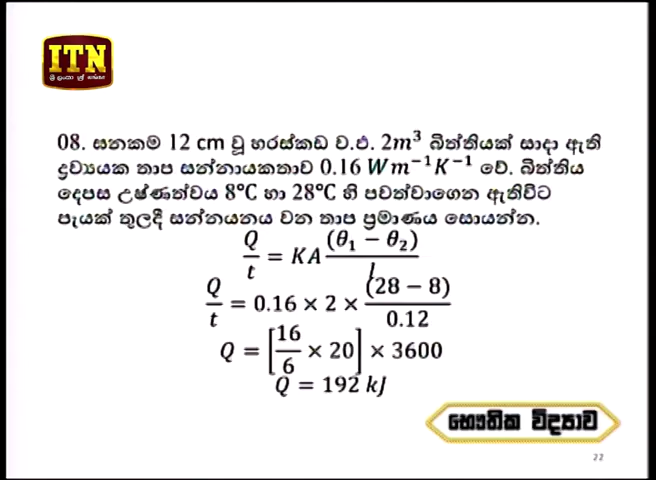 ITN
ශ්‍රී ලංකා ශ්‍රේෂ්ඨ
08. ඝනකම 12 cm වූ හරස්කඩ ව.ඵ. 2m³ බිත්තියක් සාදා ඇති
ද්‍රව්‍යයක තාප සන්නායකතාව 0.16 Wm⁻¹K⁻¹ වේ. බිත්තිය
දෙපස උෂ්ණත්වය 8°C හා 28°C හි පවත්වාගෙන ඇතිවිට
පැයක් තුලදී සන්නයනය වන තාප ප්‍රමාණය සොයන්න.
Q/t = KA (θ₁ − θ₂)/l
Q/t = 0.16 × 2 × (28 − 8)/0.12
Q = [16/6 × 20] × 3600
Q = 192 kJ
භෞතික විද්‍යාව
22